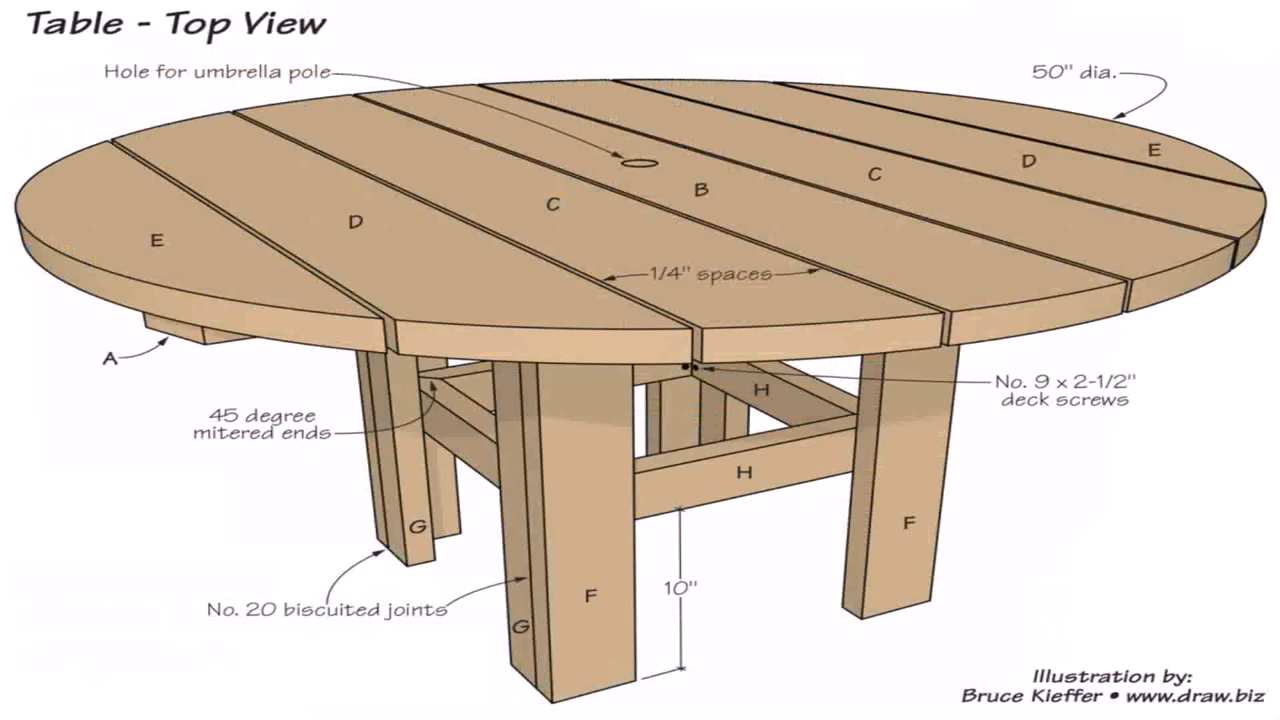 Table - Top View
Hole for umbrella pole
50" dia.
E
D
C
B
C
D
E
1/4" spaces
A
H
No. 9 x 2-1/2"
deck screws
45 degree
mitered ends
H
G
F
10"
F
No. 20 biscuited joints
G
Illustration by:
Bruce Kieffer • www.draw.biz